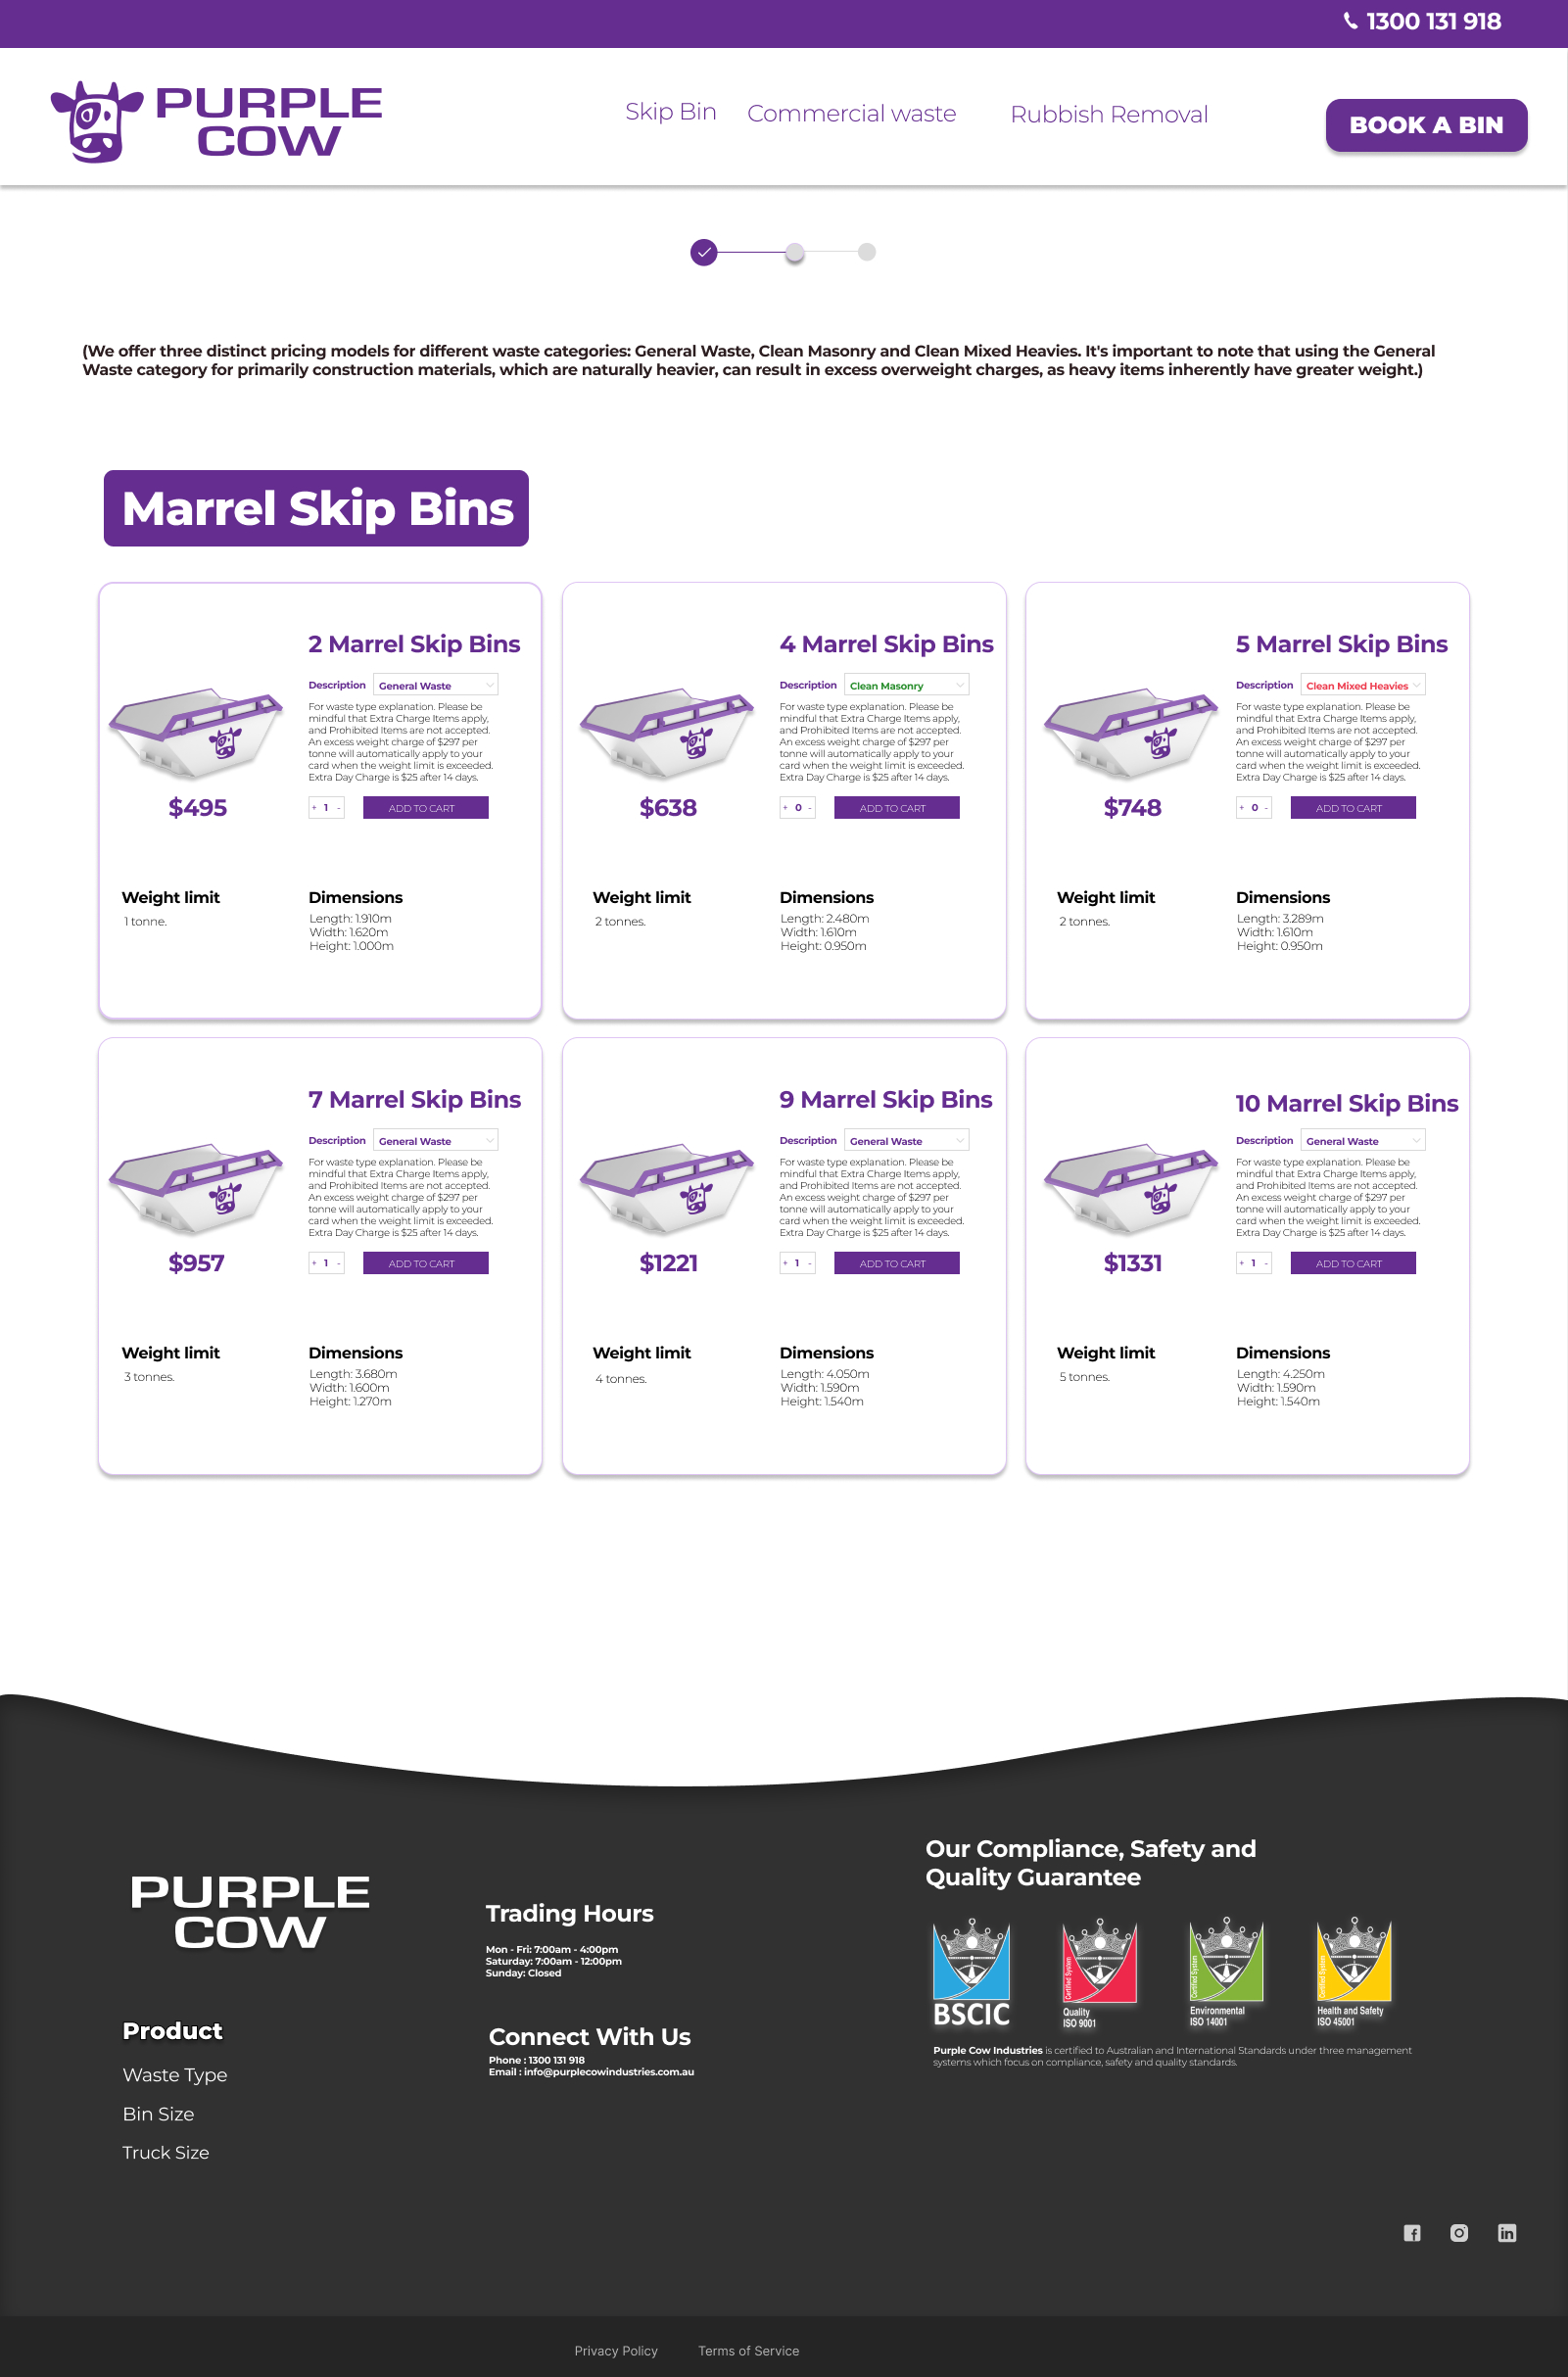 1300 131 918
PURPLE
COW
Skip Bin
Commercial waste
Rubbish Removal
BOOK A BIN
(We offer three distinct pricing models for different waste categories: General Waste, Clean Masonry and Clean Mixed Heavies. It's important to note that using the General
Waste category for primarily construction materials, which are naturally heavier, can result in excess overweight charges, as heavy items inherently have greater weight.)
Marrel Skip Bins
2 Marrel Skip Bins
Description
General Waste
For waste type explanation. Please be
mindful that Extra Charge Items apply,
and Prohibited Items are not accepted.
An excess weight charge of $297 per
tonne will automatically apply to your
card when the weight limit is exceeded.
Extra Day Charge is $25 after 14 days.
$495
+ 1 -
ADD TO CART
Weight limit
1 tonne.
Dimensions
Length: 1.910m
Width: 1.620m
Height: 1.000m
4 Marrel Skip Bins
Description
Clean Masonry
For waste type explanation. Please be
mindful that Extra Charge Items apply,
and Prohibited Items are not accepted.
An excess weight charge of $297 per
tonne will automatically apply to your
card when the weight limit is exceeded.
Extra Day Charge is $25 after 14 days.
$638
+ 0 -
ADD TO CART
Weight limit
2 tonnes.
Dimensions
Length: 2.480m
Width: 1.610m
Height: 0.950m
5 Marrel Skip Bins
Description
Clean Mixed Heavies
For waste type explanation. Please be
mindful that Extra Charge Items apply,
and Prohibited Items are not accepted.
An excess weight charge of $297 per
tonne will automatically apply to your
card when the weight limit is exceeded.
Extra Day Charge is $25 after 14 days.
$748
+ 0 -
ADD TO CART
Weight limit
2 tonnes.
Dimensions
Length: 3.289m
Width: 1.610m
Height: 0.950m
7 Marrel Skip Bins
Description
General Waste
For waste type explanation. Please be
mindful that Extra Charge Items apply,
and Prohibited Items are not accepted.
An excess weight charge of $297 per
tonne will automatically apply to your
card when the weight limit is exceeded.
Extra Day Charge is $25 after 14 days.
$957
+ 1 -
ADD TO CART
Weight limit
3 tonnes.
Dimensions
Length: 3.680m
Width: 1.600m
Height: 1.270m
9 Marrel Skip Bins
Description
General Waste
For waste type explanation. Please be
mindful that Extra Charge Items apply,
and Prohibited Items are not accepted.
An excess weight charge of $297 per
tonne will automatically apply to your
card when the weight limit is exceeded.
Extra Day Charge is $25 after 14 days.
$1221
+ 1 -
ADD TO CART
Weight limit
4 tonnes.
Dimensions
Length: 4.050m
Width: 1.590m
Height: 1.540m
10 Marrel Skip Bins
Description
General Waste
For waste type explanation. Please be
mindful that Extra Charge Items apply,
and Prohibited Items are not accepted.
An excess weight charge of $297 per
tonne will automatically apply to your
card when the weight limit is exceeded.
Extra Day Charge is $25 after 14 days.
$1331
+ 1 -
ADD TO CART
Weight limit
5 tonnes.
Dimensions
Length: 4.250m
Width: 1.590m
Height: 1.540m
PURPLE
COW
Product
Waste Type
Bin Size
Truck Size
Trading Hours
Mon - Fri: 7:00am - 4:00pm
Saturday: 7:00am - 12:00pm
Sunday: Closed
Connect With Us
Phone : 1300 131 918
Email : info@purplecowindustries.com.au
Our Compliance, Safety and
Quality Guarantee
BSCIC
Certified System
Quality
ISO 9001
Certified System
Environmental
ISO 14001
Certified System
Health and Safety
ISO 45001
Purple Cow Industries is certified to Australian and International Standards under three management
systems which focus on compliance, safety and quality standards.
Privacy Policy
Terms of Service